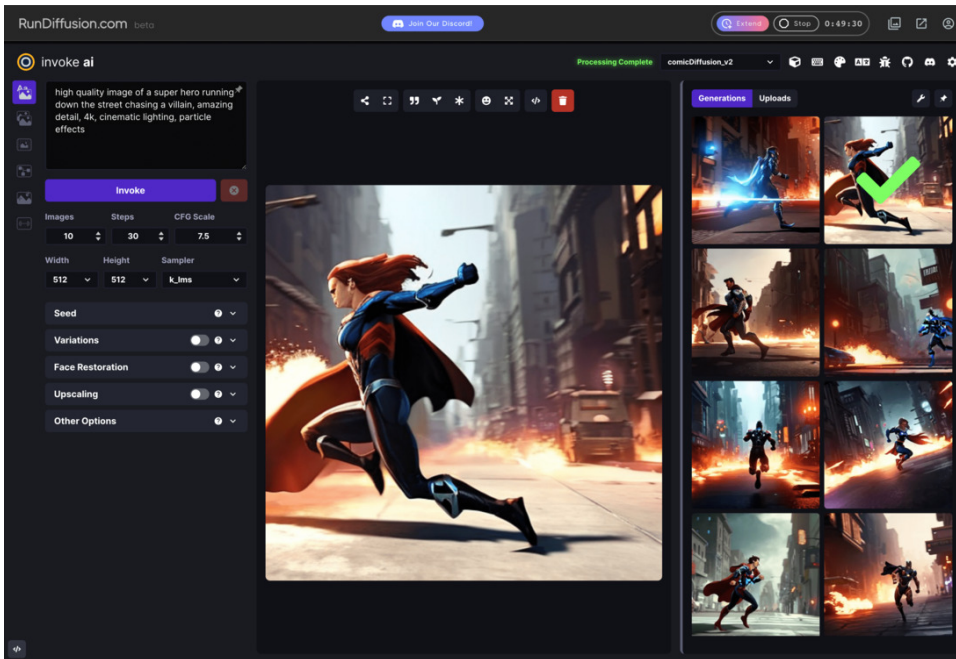 RunDiffusion.com beta
Join Our Discord!
Extend
Stop
0:49:30
invoke ai
Processing Complete
comicDiffusion_v2
high quality image of a super hero running
down the street chasing a villain, amazing
detail, 4k, cinematic lighting, particle
effects
Invoke
Images Steps CFG Scale
10 30 7.5
Width Height Sampler
512 512 k_lms
Seed
Variations
Face Restoration
Upscaling
Other Options
Generations Uploads